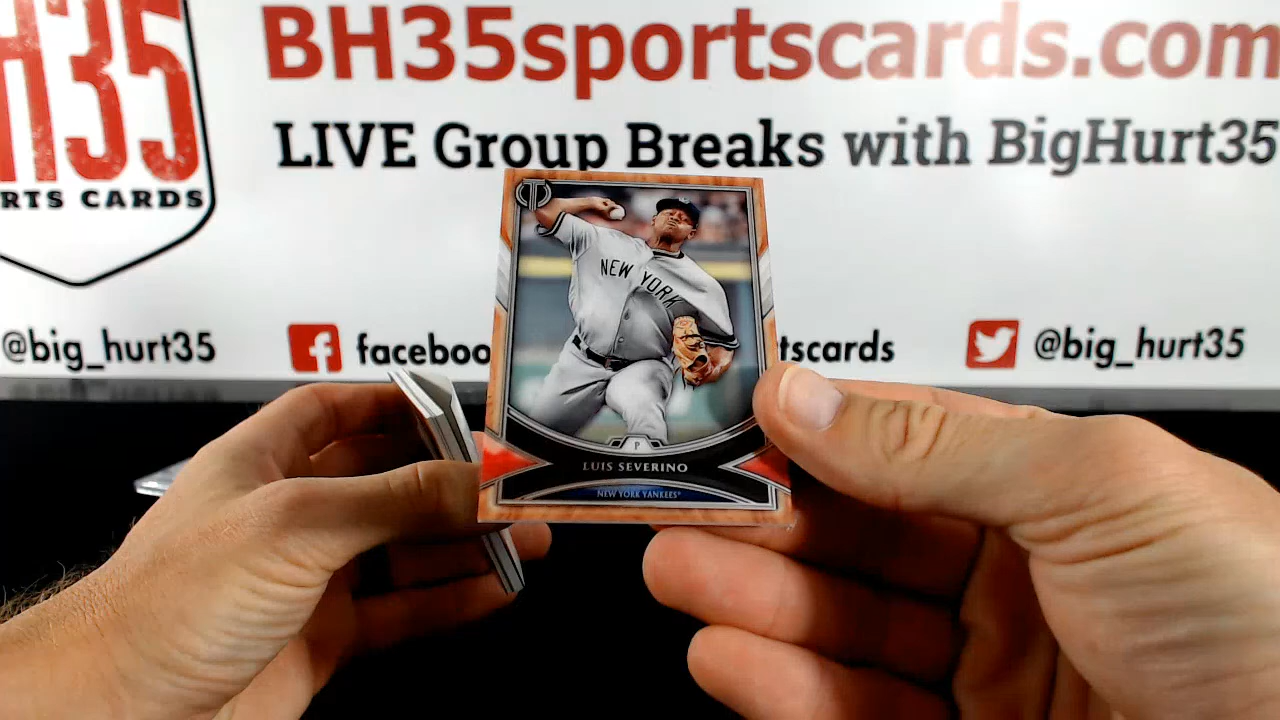 H35
RTS CARDS
BH35sportscards.com
LIVE Group Breaks with BigHurt35
@big_hurt35
f faceboo
tscards
@big_hurt35
T
NEW YORK
P
LUIS SEVERINO
NEW YORK YANKEES®